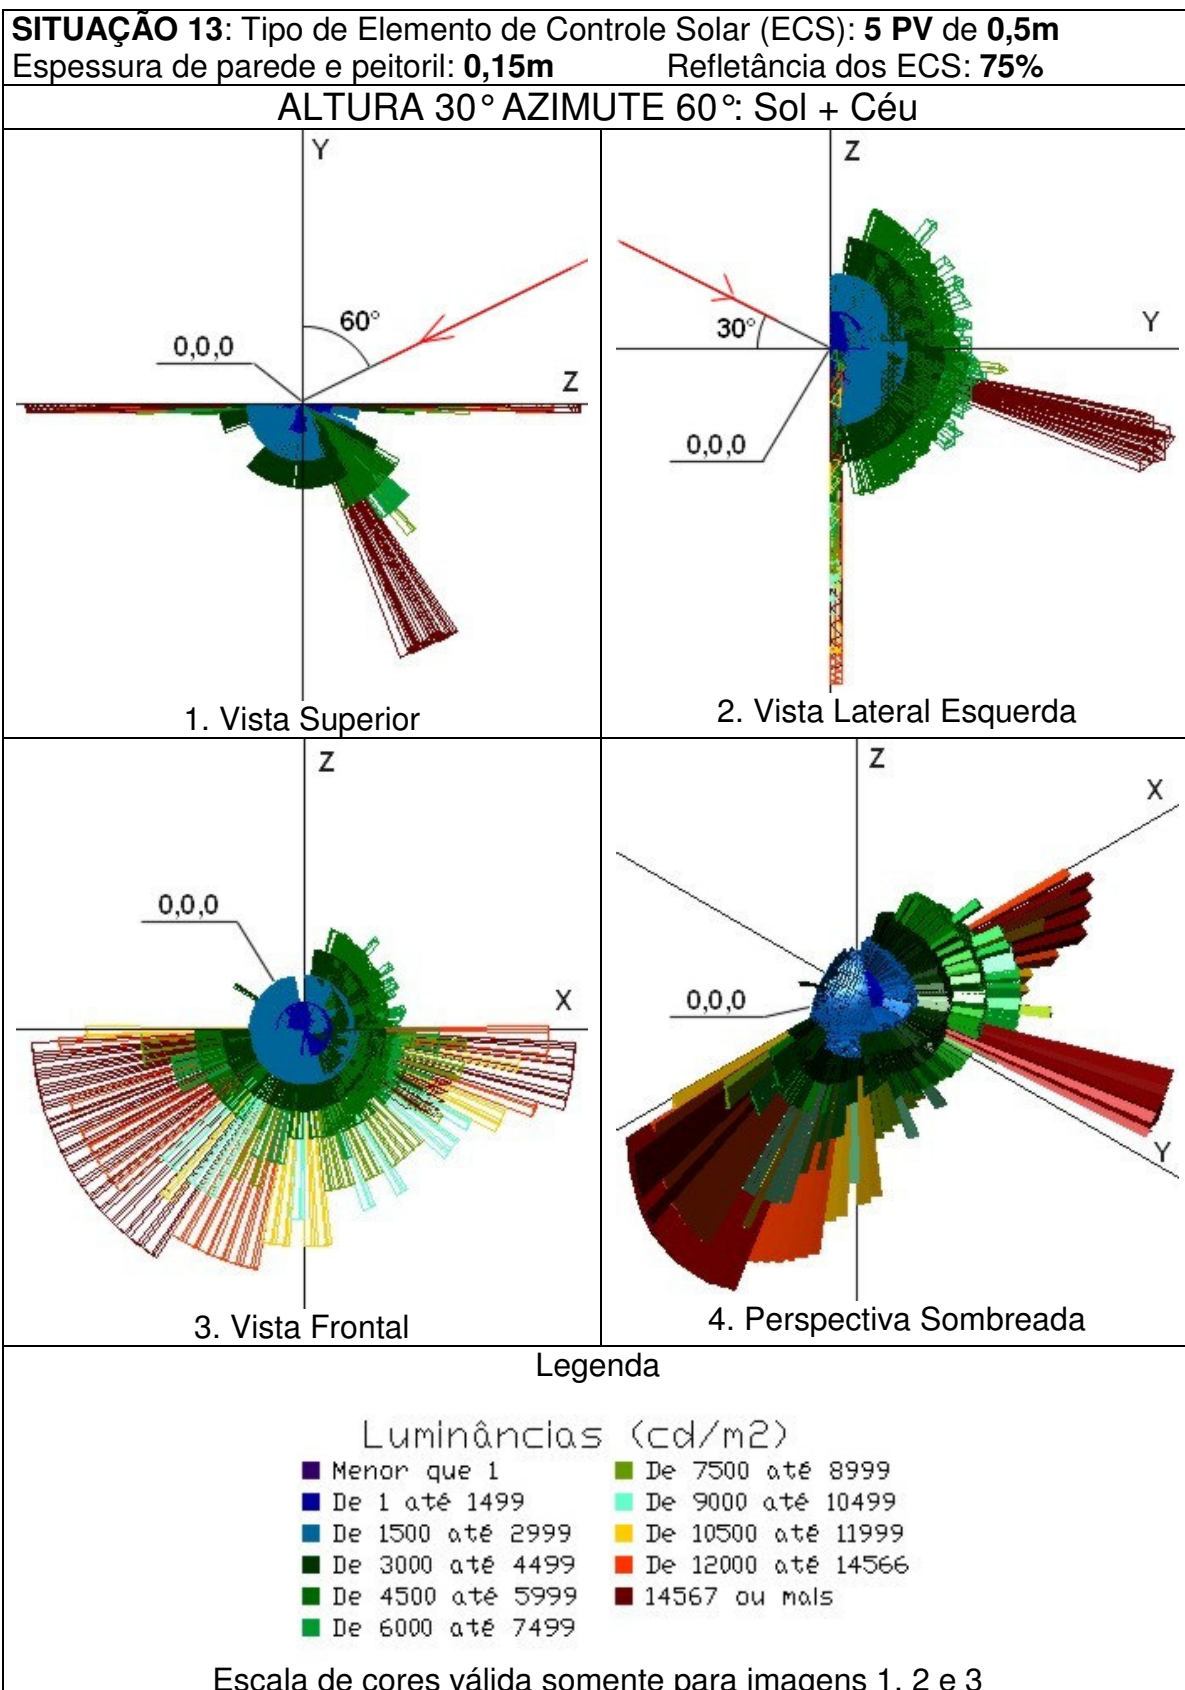 SITUAÇÃO 13: Tipo de Elemento de Controle Solar (ECS): 5 PV de 0,5m
Espessura de parede e peitoril: 0,15m Refletância dos ECS: 75%
ALTURA 30° AZIMUTE 60°: Sol + Céu
Y
60°
0,0,0
Z
1. Vista Superior
Z
30°
Y
0,0,0
2. Vista Lateral Esquerda
Z
0,0,0
X
3. Vista Frontal
Z
X
0,0,0
Y
4. Perspectiva Sombreada
Legenda
Luminâncias (cd/m2)
Menor que 1
De 1 até 1499
De 1500 até 2999
De 3000 até 4499
De 4500 até 5999
De 6000 até 7499
De 7500 até 8999
De 9000 até 10499
De 10500 até 11999
De 12000 até 14566
14567 ou mais
Escala de cores válida somente para imagens 1, 2 e 3